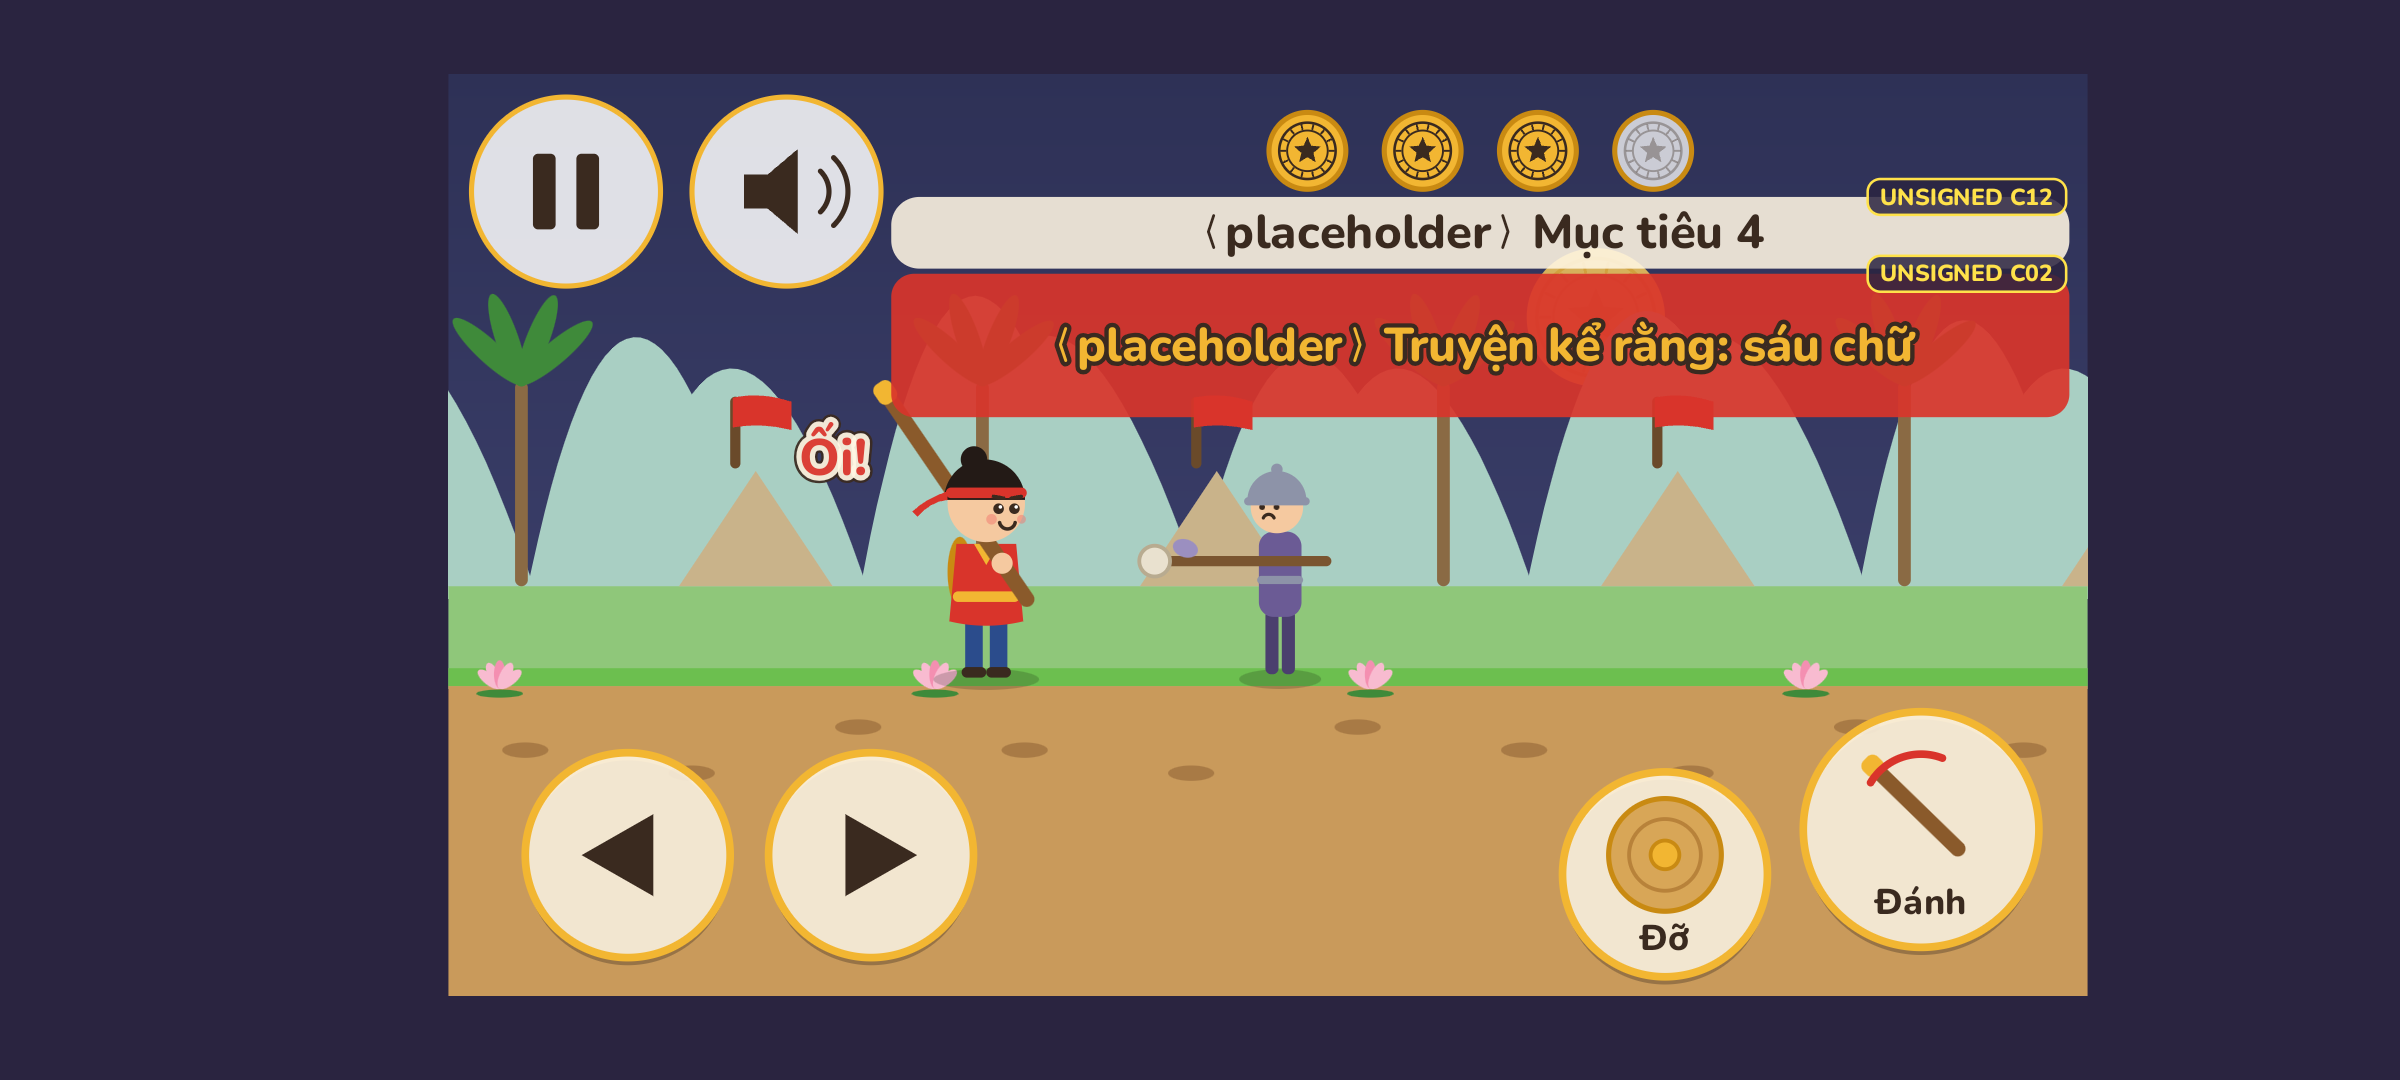 UNSIGNED C12
⟨placeholder⟩ Mục tiêu 4
UNSIGNED C02
⟨placeholder⟩ Truyện kể rằng: sáu chữ
Ối!
Đánh
Đỡ